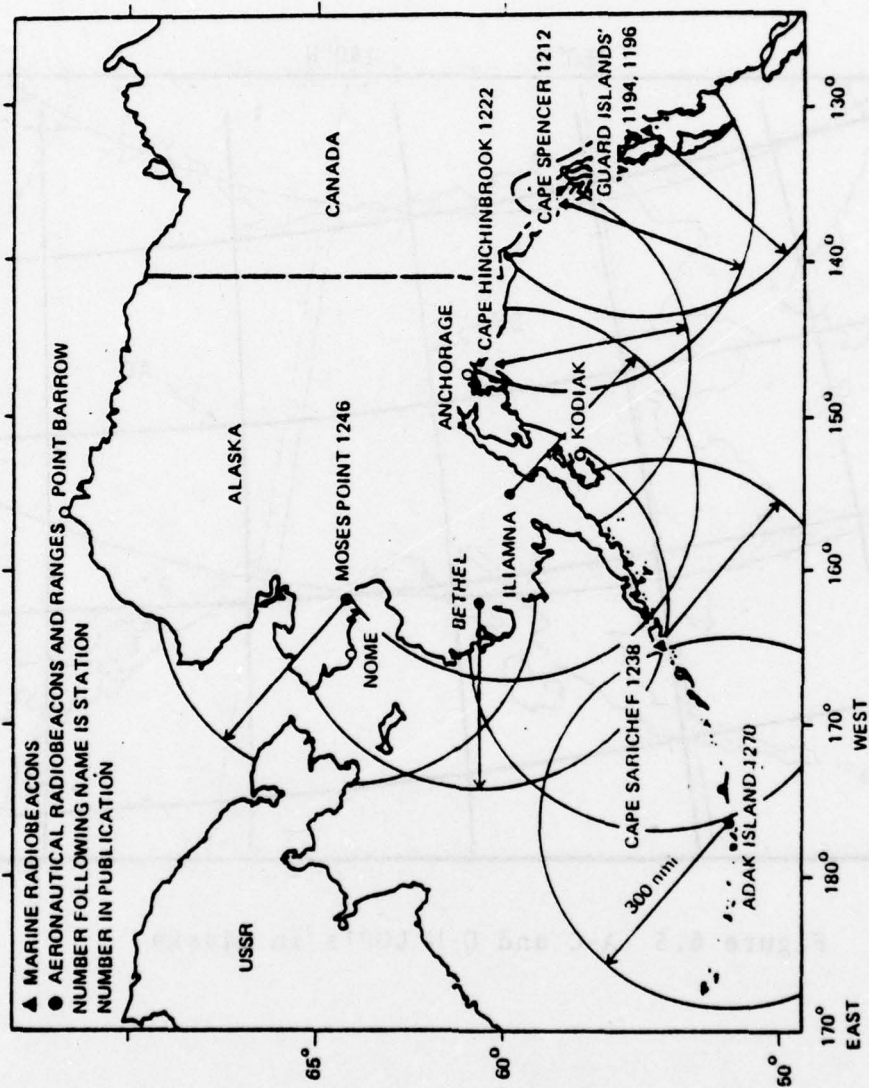 ▲ MARINE RADIOBEACONS
● AERONAUTICAL RADIOBEACONS AND RANGES
NUMBER FOLLOWING NAME IS STATION
NUMBER IN PUBLICATION
POINT BARROW
USSR
ALASKA
CANADA
MOSES POINT 1246
NOME
BETHEL
ILIAMNA
ANCHORAGE
CAPE HINCHINBROOK 1222
CAPE SPENCER 1212
GUARD ISLANDS'
1194, 1196
KODIAK
CAPE SARICHEF 1238
ADAK ISLAND 1270
300 nm.
65°
60°
50°
170°
EAST
180°
170°
WEST
160°
150°
140°
130°